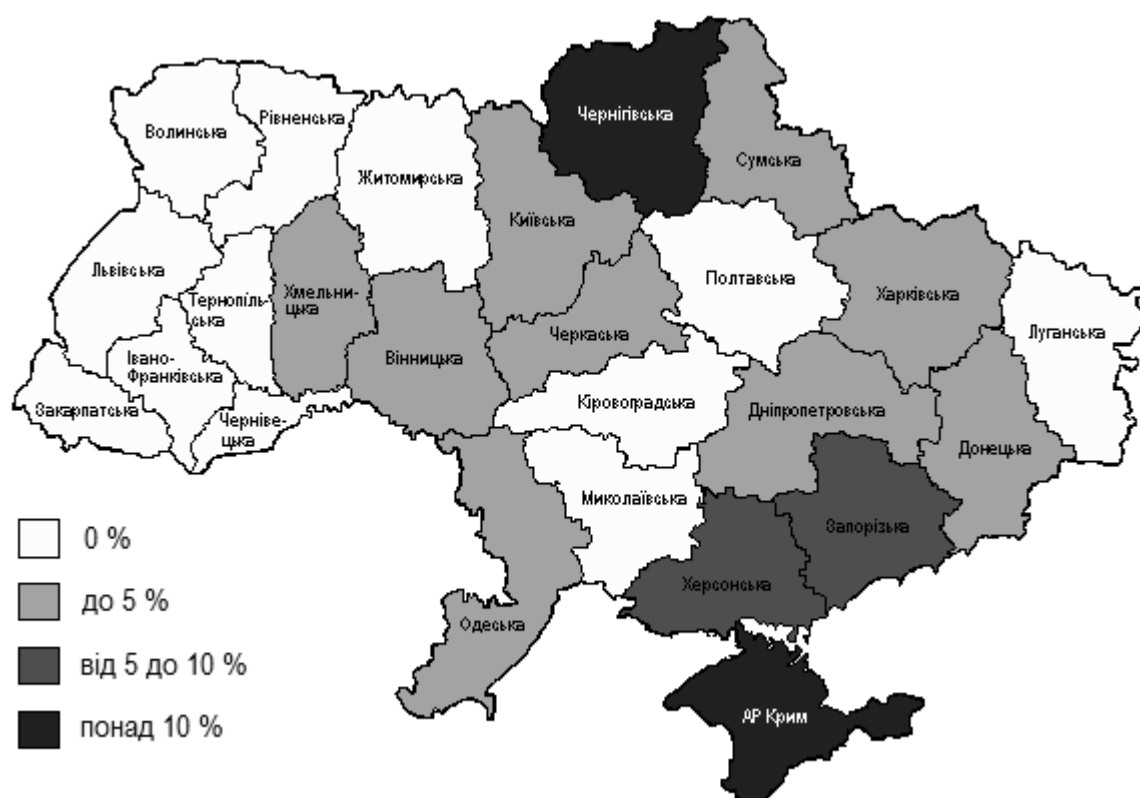 Чернігівська
Волинська
Рівненська
Сумська
Житомирська
Київська
Львівська
Тернопіль-
ська
Хмельни-
цька
Полтавська
Харківська
Луганська
Черкаська
Вінницька
Івано-
Франківська
Закарпатська
Черніве-
цька
Кіровоградська
Дніпропетровська
Донецька
Миколаївська
Запорізька
Херсонська
Одеська
АР Крим
0 %
до 5 %
від 5 до 10 %
понад 10 %